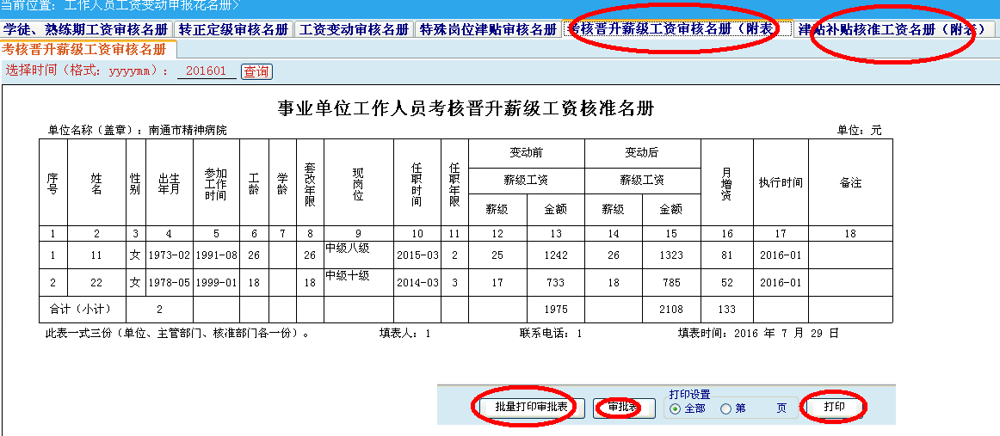 当前位置：工作人员工资变动申报花名册>
学徒、熟练期工资审核名册 转正定级审核名册 工资变动审核名册 特殊岗位津贴审核名册 考核晋升薪级工资审核名册（附表） 津贴补贴核准工资名册（附表）
考核晋升薪级工资审核名册
选择时间（格式：yyyymm）： 201601 查询
事业单位工作人员考核晋升薪级工资核准名册
单位名称（盖章）：南通市精神病院 单位：元
序号 姓名 性别 出生年月 参加工作时间 工龄 学龄 套改年限 现岗位 任职时间 任职年限 变动前 变动后 月增资 执行时间 备注
薪级工资 薪级工资
薪级 金额 薪级 金额
1 2 3 4 5 6 7 8 9 10 11 12 13 14 15 16 17 18
1 11 女 1973-02 1991-08 26 26 中级八级 2015-03 2 25 1242 26 1323 81 2016-01
2 22 女 1978-05 1999-01 18 18 中级十级 2014-03 3 17 733 18 785 52 2016-01
合计（小计） 2 1975 2108 133
此表一式三份（单位、主管部门、核准部门各一份）。 填表人：1 联系电话：1 填表时间：2016 年 7 月 29 日
打印设置
批量打印审批表 审批表 全部 第 页 打印